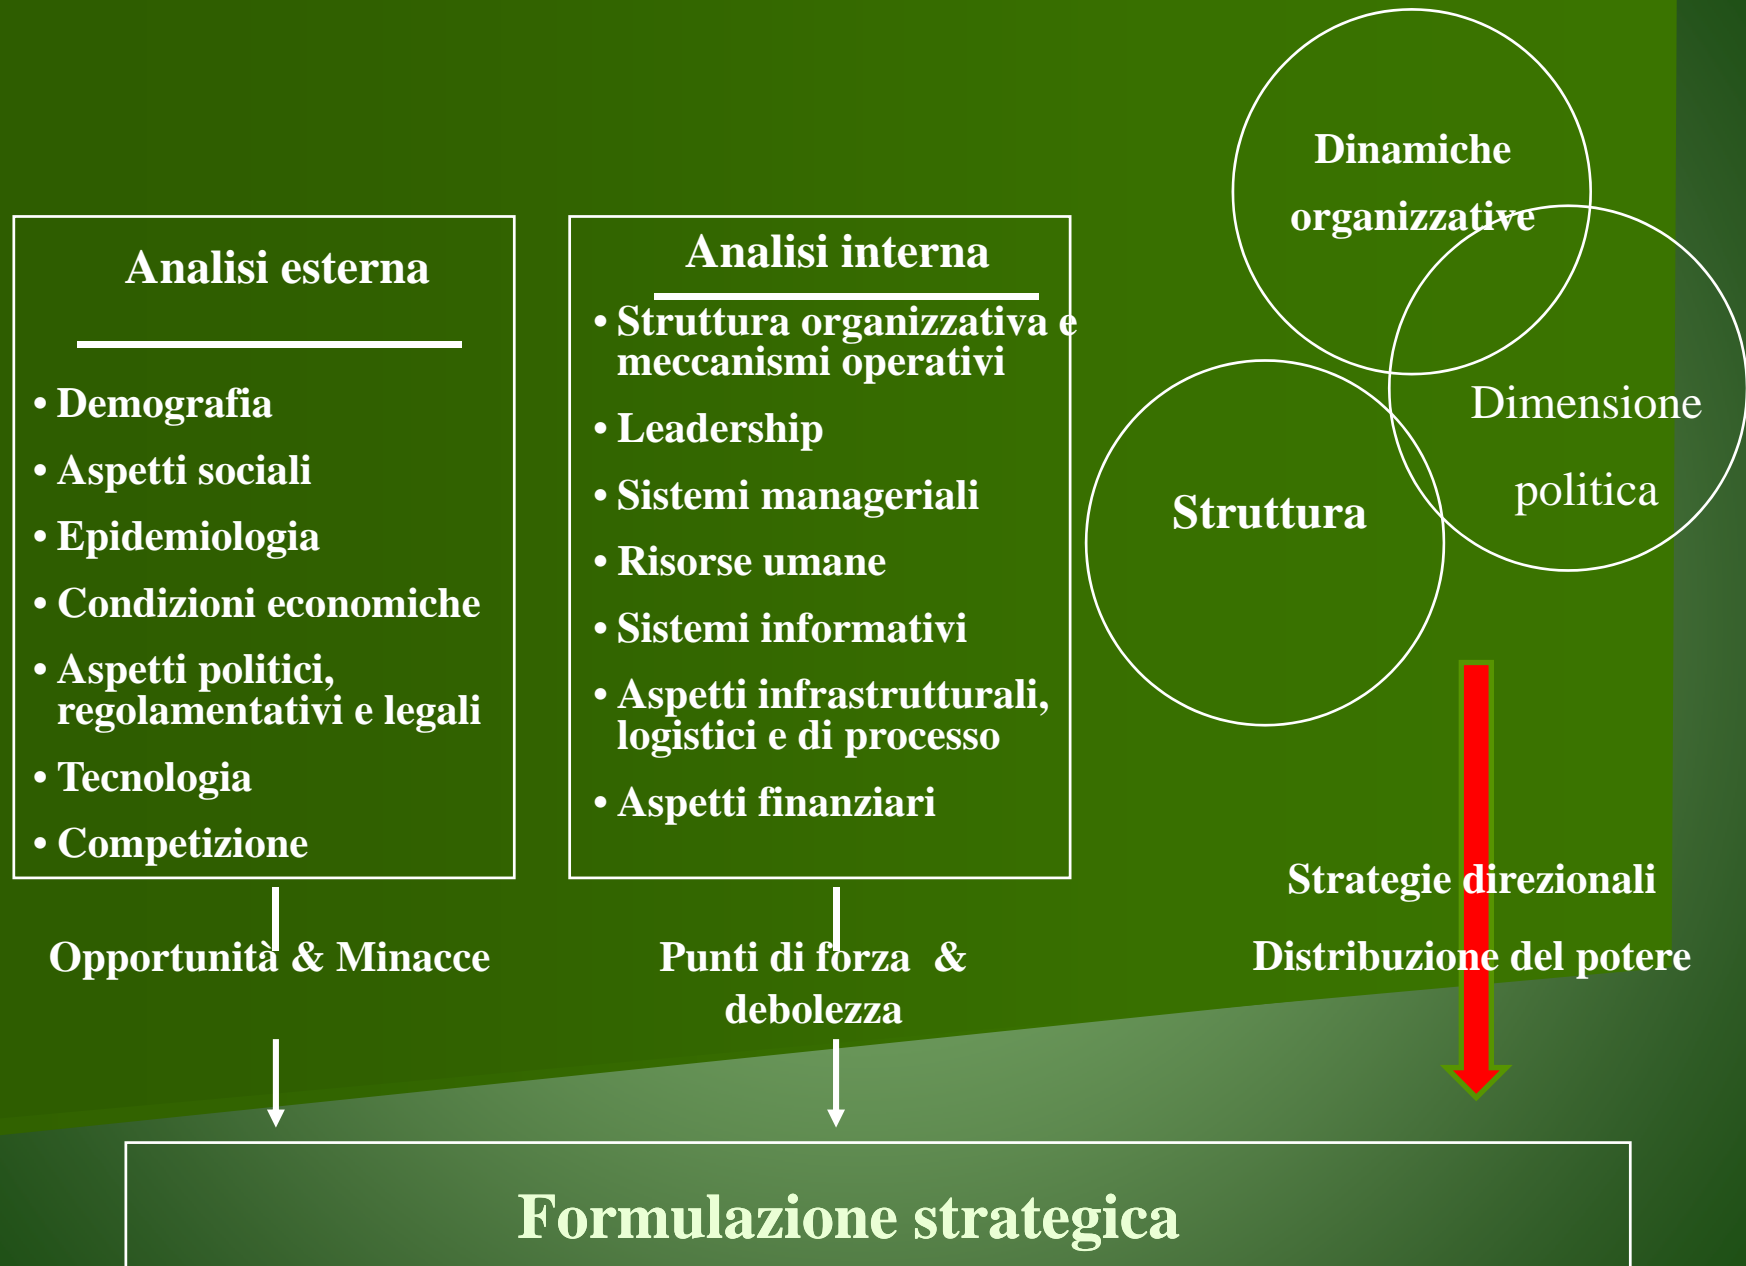 Analisi esterna
• Demografia
• Aspetti sociali
• Epidemiologia
• Condizioni economiche
• Aspetti politici,
regolamentativi e legali
• Tecnologia
• Competizione
Opportunità & Minacce
Analisi interna
• Struttura organizzativa e
meccanismi operativi
• Leadership
• Sistemi manageriali
• Risorse umane
• Sistemi informativi
• Aspetti infrastrutturali,
logistici e di processo
• Aspetti finanziari
Punti di forza &
debolezza
Dinamiche
organizzative
Dimensione
politica
Struttura
Strategie direzionali
Distribuzione del potere
Formulazione strategica